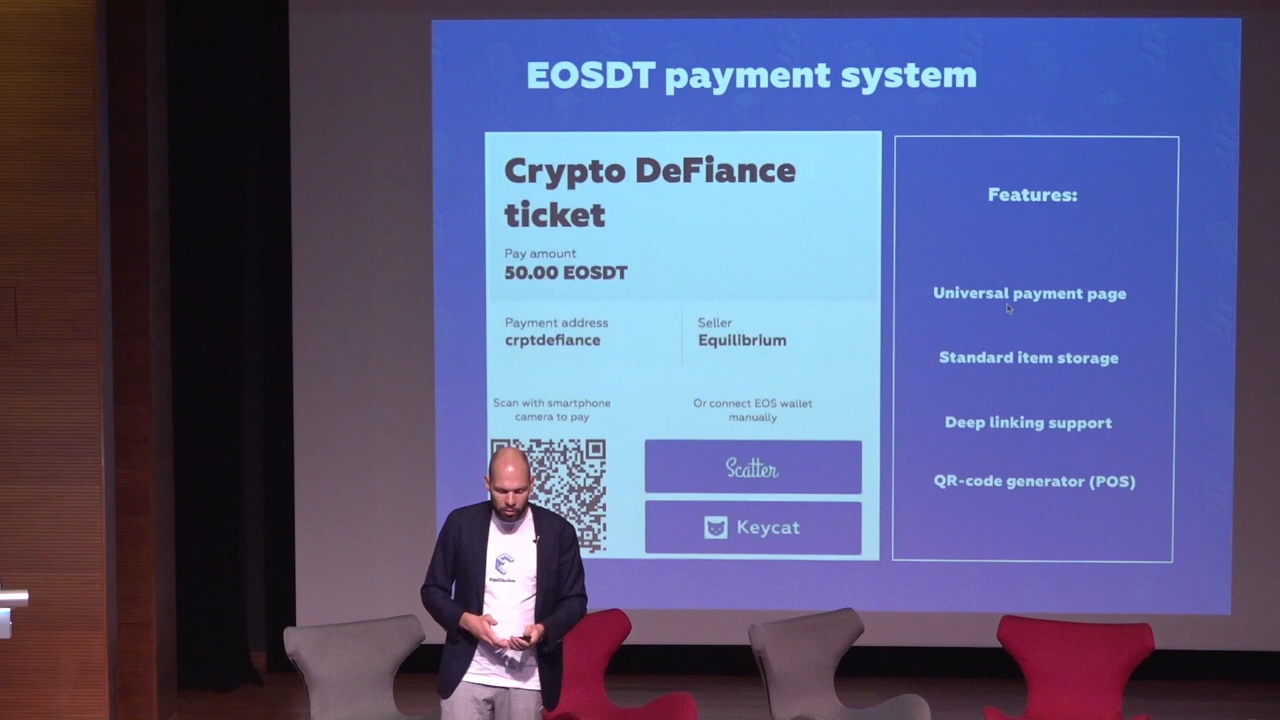 EOSDT payment system
Crypto DeFiance
ticket
Pay amount
50.00 EOSDT
Payment address
crptdefiance
Seller
Equilibrium
Scan with smartphone
camera to pay
Or connect EOS wallet
manually
Scatter
Keycat
Features:
Universal payment page
Standard item storage
Deep linking support
QR-code generator (POS)
Equilibrium